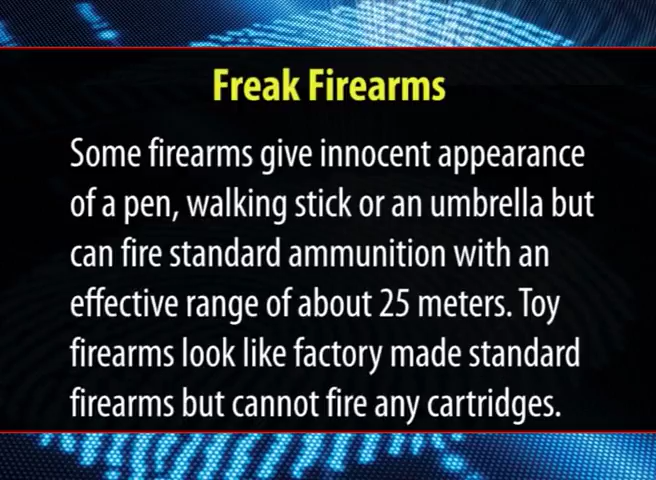 Freak Firearms
Some firearms give innocent appearance
of a pen, walking stick or an umbrella but
can fire standard ammunition with an
effective range of about 25 meters. Toy
firearms look like factory made standard
firearms but cannot fire any cartridges.